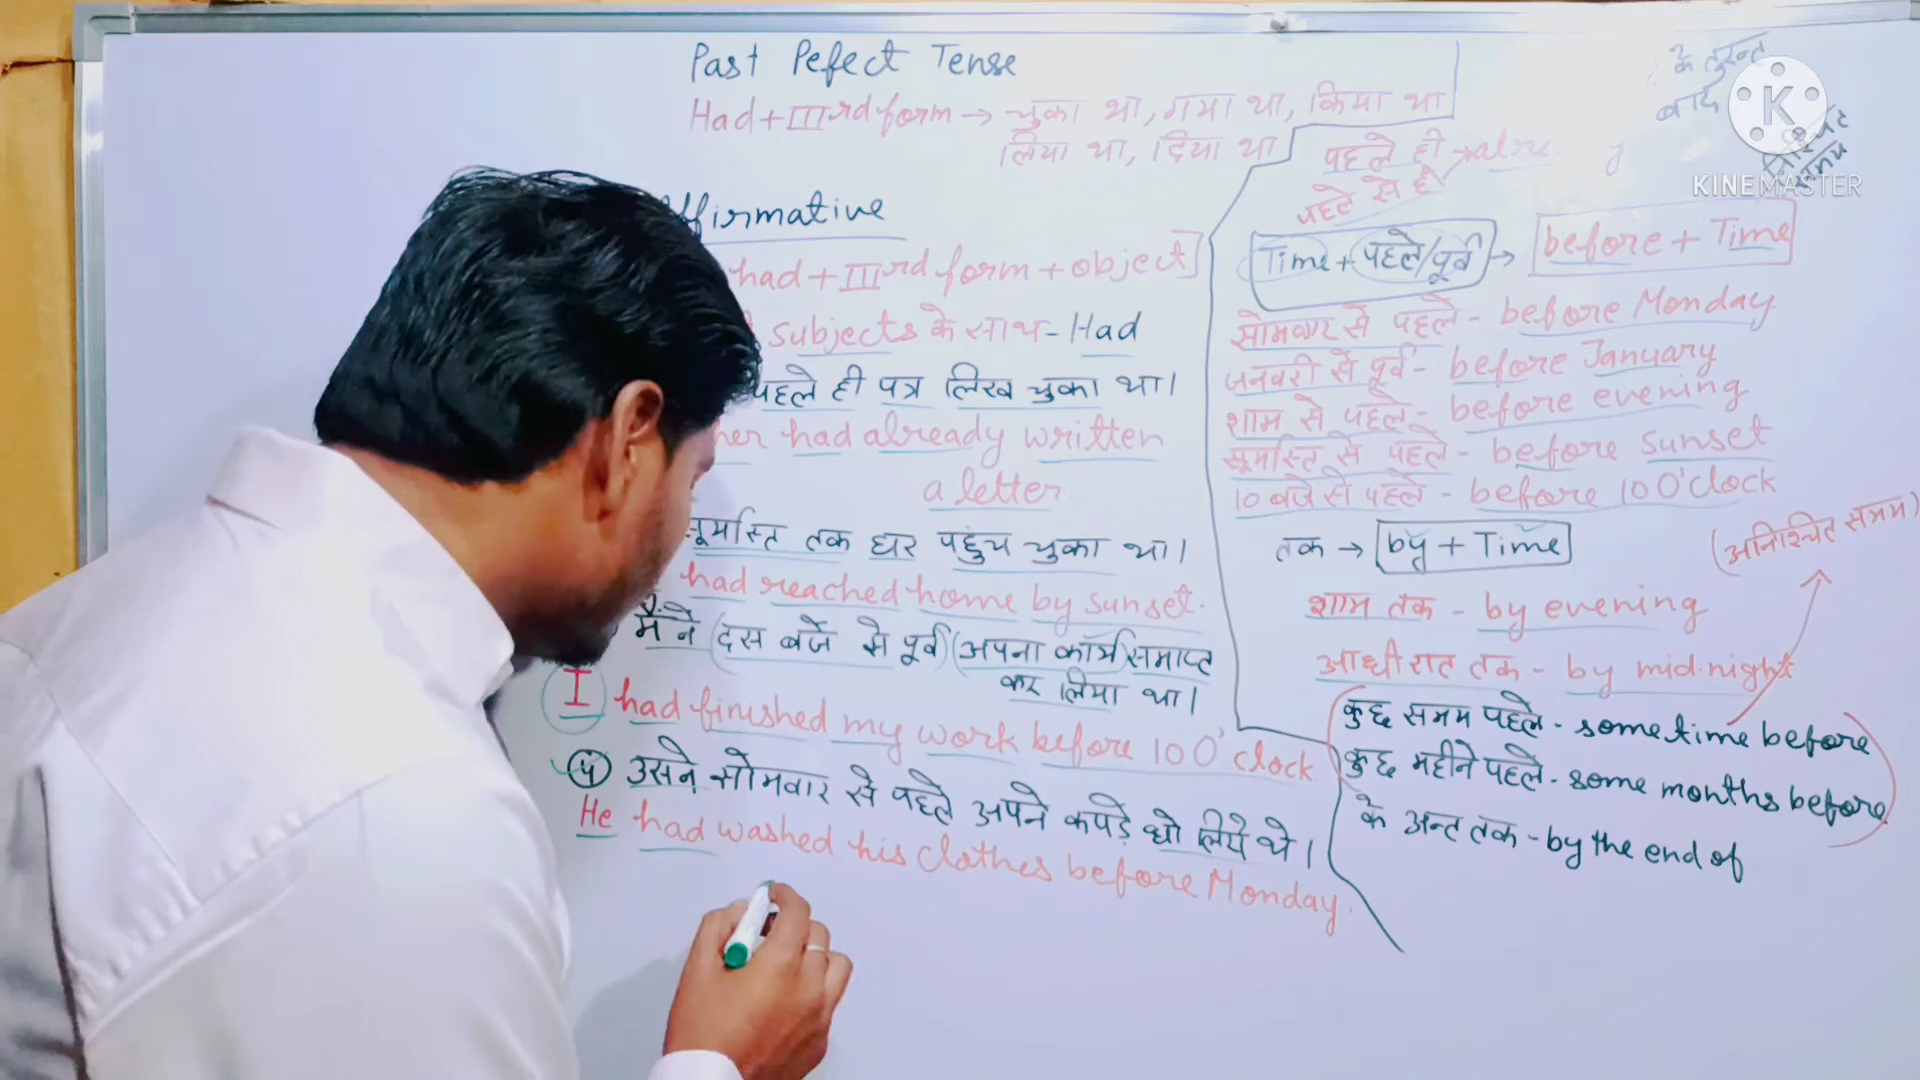 Past Pefect Tense
Had+IIIrd form → चुका था, गया था, किया था
लिया था, दिया था
ffirmative
had + IIIrd form + object
subjects के साथ - Had
पहले ही पत्र लिख चुका था।
her had already written
a letter
सूर्यास्त तक घर पहुंच चुका था।
had reached home by sunset.
मैंने (दस बजे से पूर्व) (अपना कार्य) समाप्त
कर लिया था।
I had finished my work before 10 O'clock
4 उसने सोमवार से पहले अपने कपड़े धो लिये थे।
He had washed his clothes before Monday.
के तुरन्त
बाद
पहले ही →
पहले से ही
Time + पहले/पूर्व → before + Time
सोमवार से पहले - before Monday
जनवरी से पूर्व - before January
शाम से पहले - before evening
सूर्यास्त से पहले - before sunset
10 बजे से पहले - before 10 O'clock
तक → by + Time
(अनिश्चित समय)
शाम तक - by evening
आधी रात तक - by mid-night
कुछ समय पहले - sometime before
कुछ महीने पहले - some months before
के अन्त तक - by the end of
K
KINEMASTER